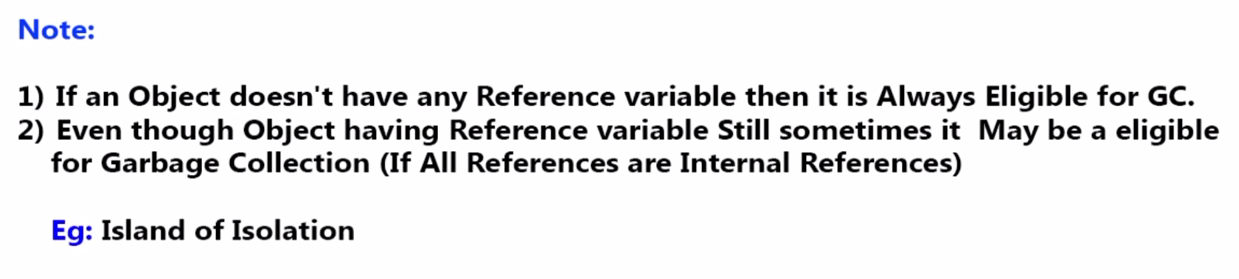 Note:
1) If an Object doesn't have any Reference variable then it is Always Eligible for GC.
2) Even though Object having Reference variable Still sometimes it May be a eligible
for Garbage Collection (If All References are Internal References)
Eg: Island of Isolation